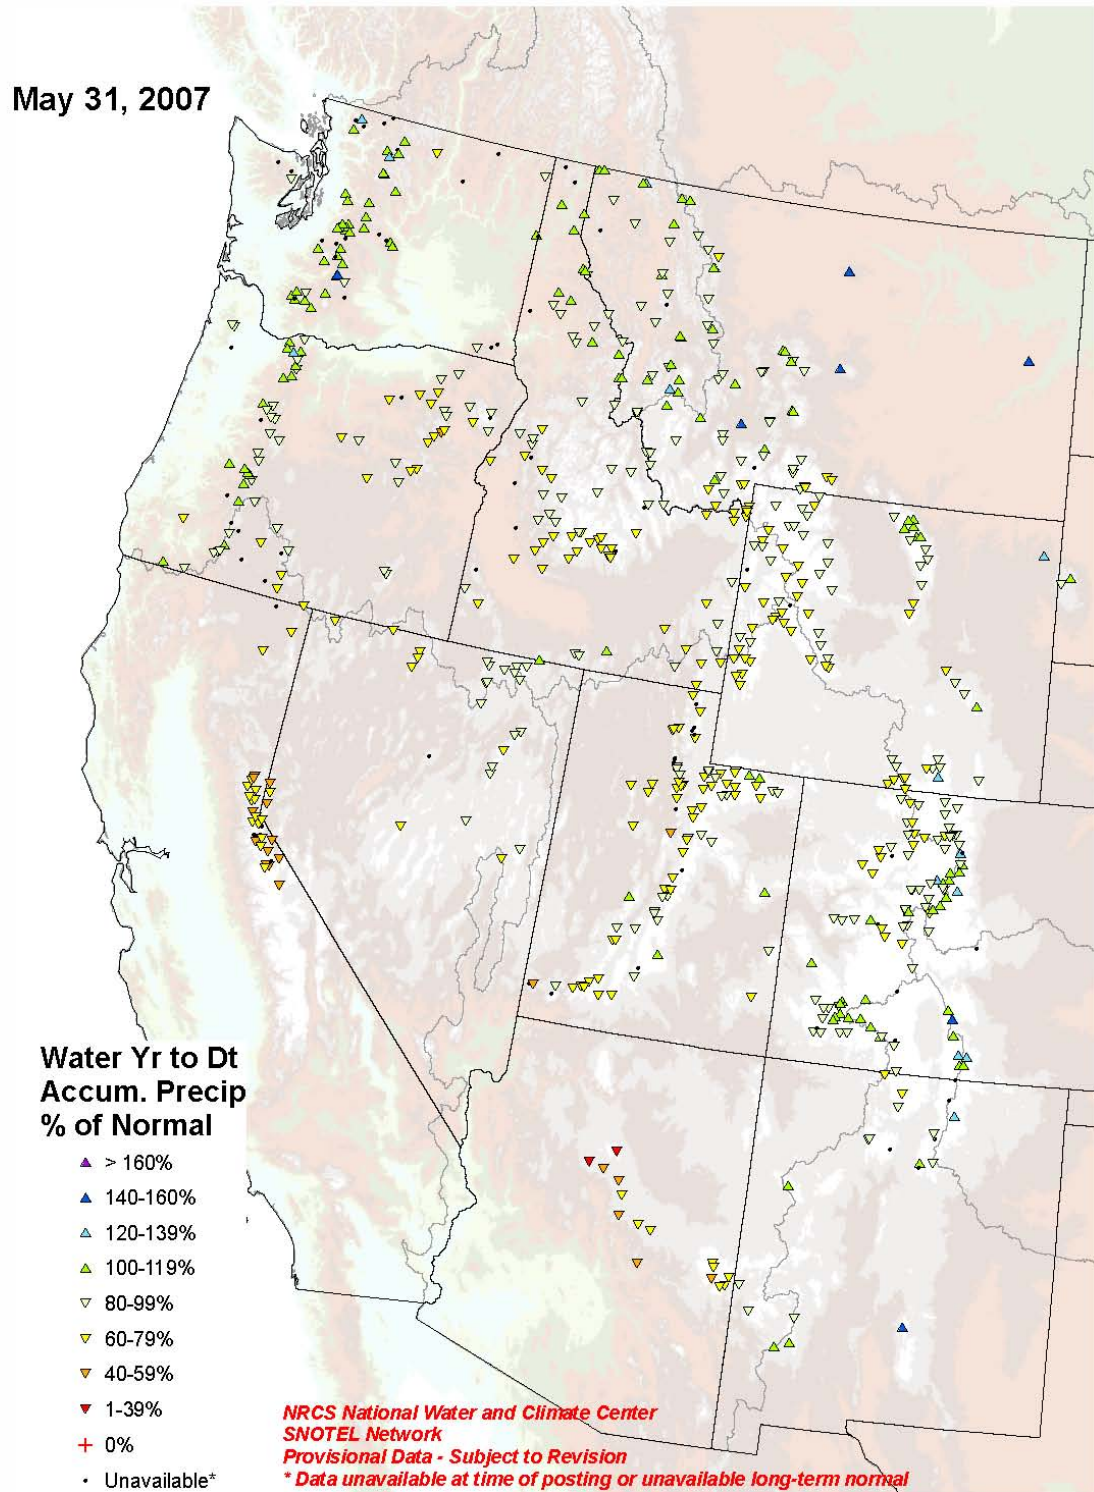 May 31, 2007
Water Yr to Dt
Accum. Precip
% of Normal
> 160%
140-160%
120-139%
100-119%
80-99%
60-79%
40-59%
1-39%
0%
Unavailable*
NRCS National Water and Climate Center
SNOTEL Network
Provisional Data - Subject to Revision
* Data unavailable at time of posting or unavailable long-term normal